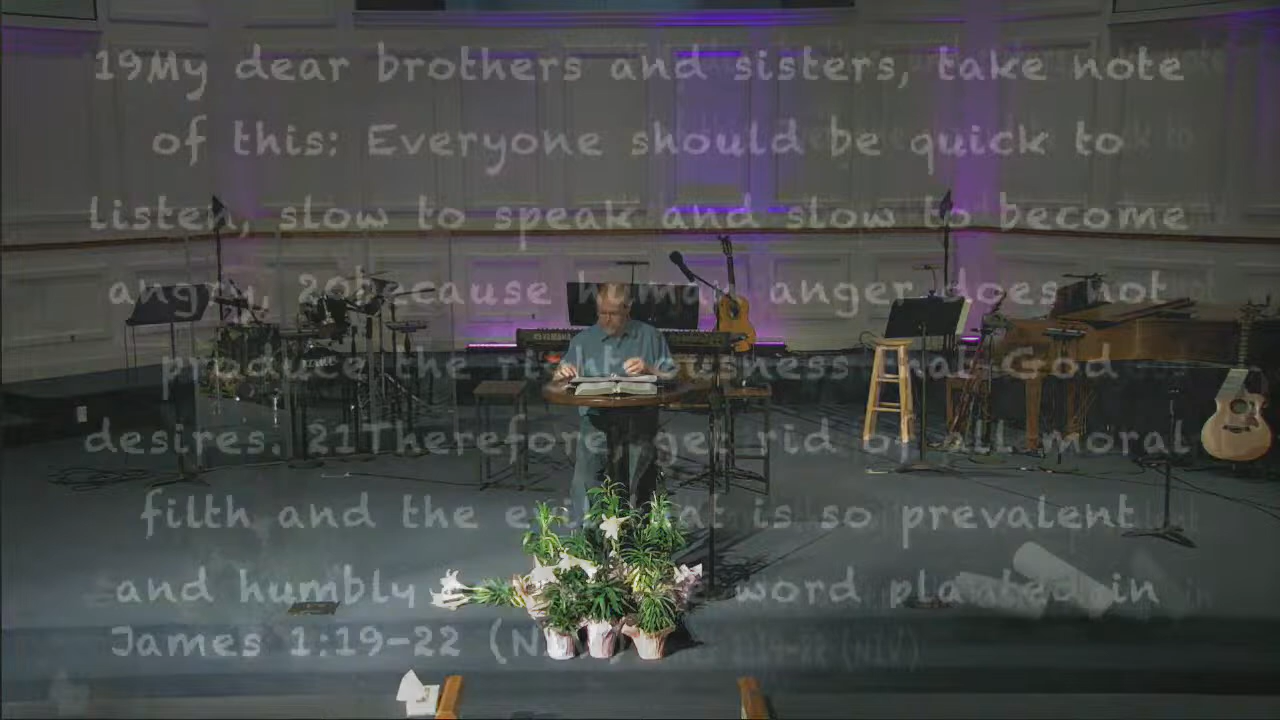 19My dear brothers and sisters, take note
of this: Everyone should be quick to
listen, slow to speak and slow to become
angry, 20because human anger does not
produce the righteousness that God
desires. 21Therefore, get rid of all moral
filth and the evil that is so prevalent
and humbly word planted in
James 1:19-22 (NIV)